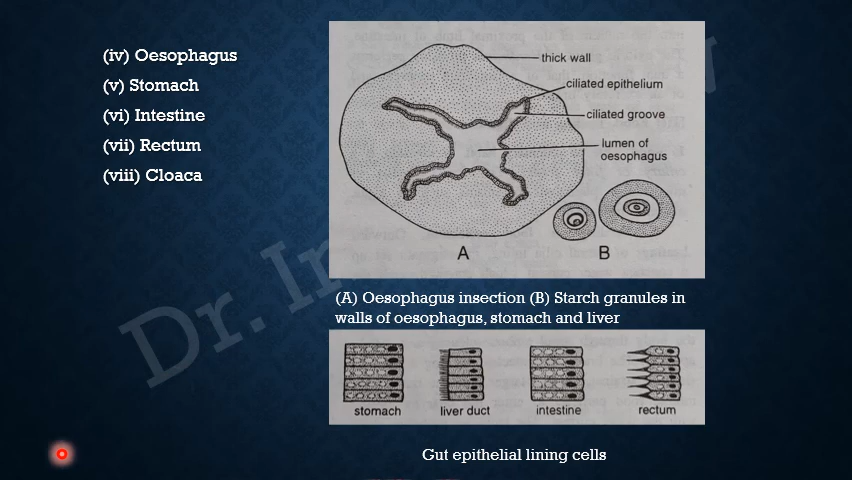 (iv) Oesophagus
(v) Stomach
(vi) Intestine
(vii) Rectum
(viii) Cloaca
thick wall
ciliated epithelium
ciliated groove
lumen of
oesophagus
A
B
(A) Oesophagus insection (B) Starch granules in
walls of oesophagus, stomach and liver
stomach
liver duct
intestine
rectum
Gut epithelial lining cells
Dr.